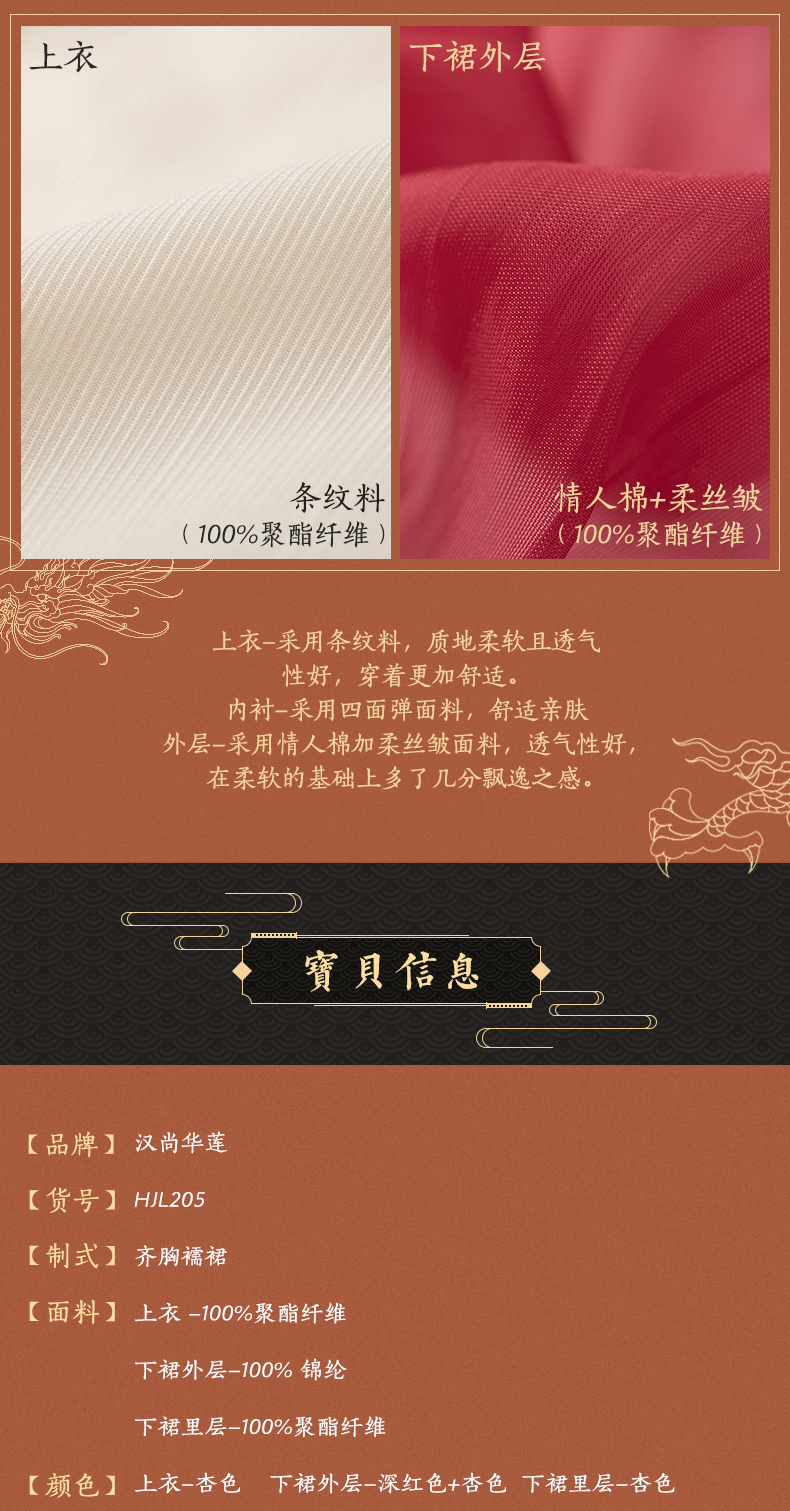 上衣
下裙外层
条纹料
（100%聚酯纤维）
情人棉+柔丝皱
（100%聚酯纤维）
上衣–采用条纹料，质地柔软且透气
性好，穿着更加舒适。
内衬–采用四面弹面料，舒适亲肤
外层–采用情人棉加柔丝皱面料，透气性好，
在柔软的基础上多了几分飘逸之感。
寶貝信息
【品牌】 汉尚华莲
【货号】 HJL205
【制式】 齐胸襦裙
【面料】 上衣 –100%聚酯纤维
下裙外层–100% 锦纶
下裙里层–100%聚酯纤维
【颜色】 上衣–杏色 下裙外层–深红色+杏色 下裙里层–杏色